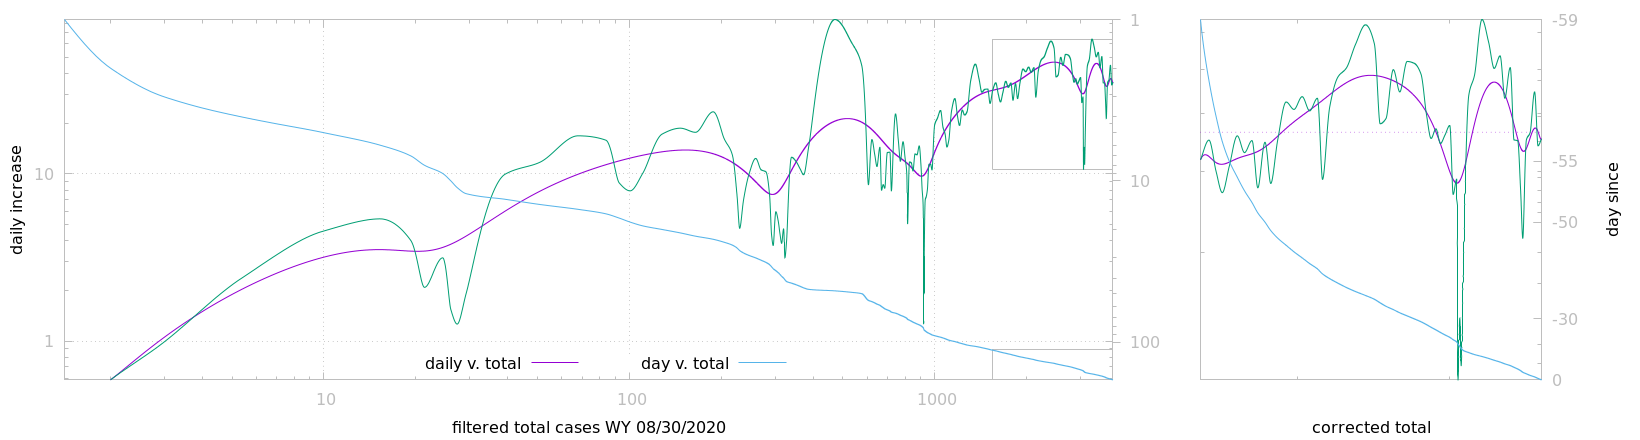 daily increase
10
1
10
100
1000
1
10
100
daily v. total
day v. total
filtered total cases WY 08/30/2020
-59
-55
-50
-30
0
day since
corrected total